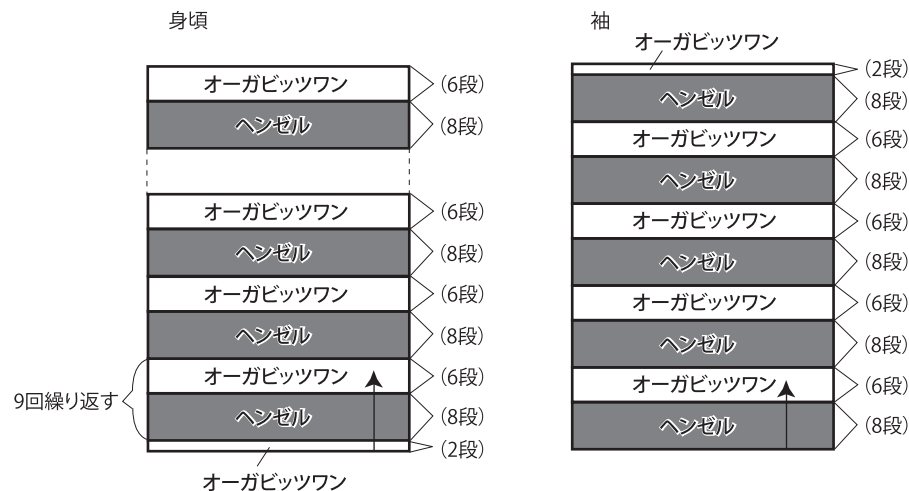 身頃
オーガビッツワン
(6段)
ヘンゼル
(8段)
オーガビッツワン
(6段)
ヘンゼル
(8段)
オーガビッツワン
(6段)
ヘンゼル
(8段)
9回繰り返す
オーガビッツワン
(6段)
ヘンゼル
(8段)
(2段)
オーガビッツワン
袖
オーガビッツワン
(2段)
ヘンゼル
(8段)
オーガビッツワン
(6段)
ヘンゼル
(8段)
オーガビッツワン
(6段)
ヘンゼル
(8段)
オーガビッツワン
(6段)
ヘンゼル
(8段)
オーガビッツワン
(6段)
ヘンゼル
(8段)